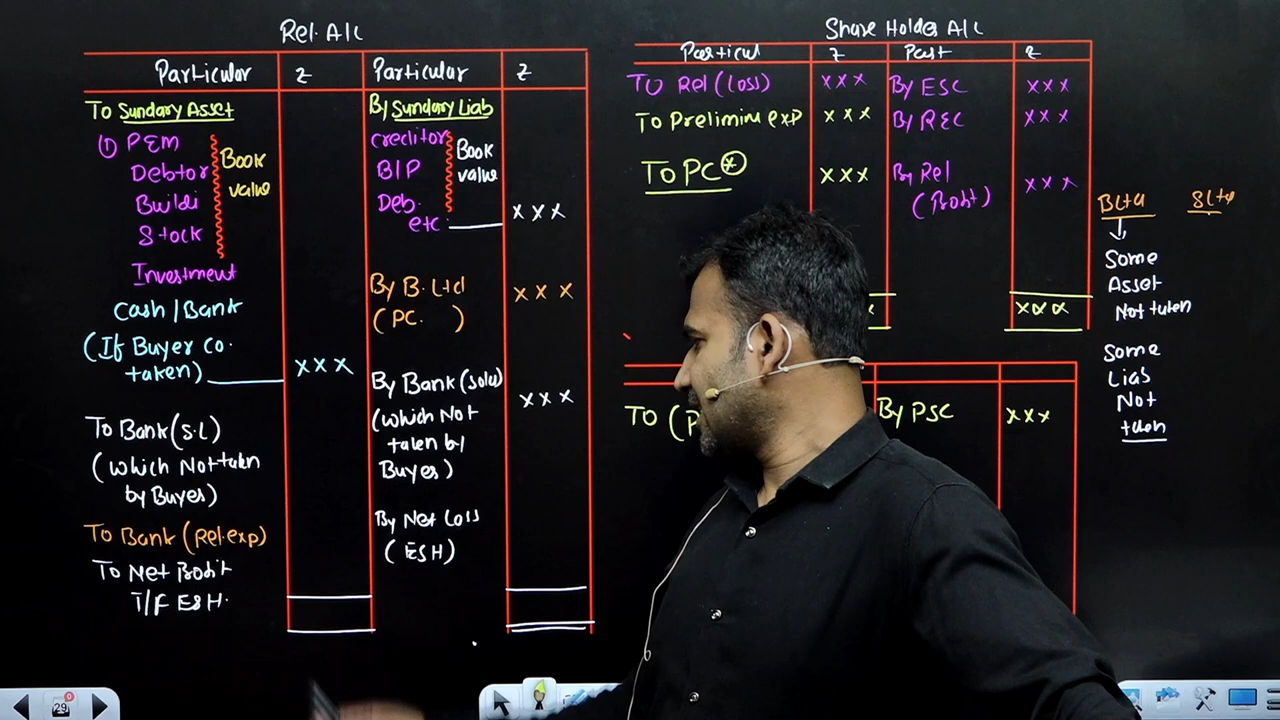 Rel. A/c
Particular z Particular z
To Sundary Asset
① P&M
Debtor
Buildi
Stock
Book
value
Investment
Cash/Bank
(If Buyer Co.
taken) xxx
To Bank (S.L)
(which Not taken
by Buyer)
To Bank (Rel. exp)
To Net Profit
T/F ESH.
By Sundary Liab
creditor
B/P
Deb.
etc.
Book
value
xxx
By B. Ltd xxx
(PC. )
By Bank (sold)
xxx
(which Not
taken by
Buyer)
By Net Loss
(ESH)
Share Holder A/c
Particul z Part z
To Rel (Loss) xxx By ESC xxx
To Prelimin exp xxx By REC xxx
To PC * xxx By Rel xxx
(Profit)
xxx
To (P By PSC xxx
B Ltd
Some
Asset
Not taken
Some
Liab
Not
taken
29